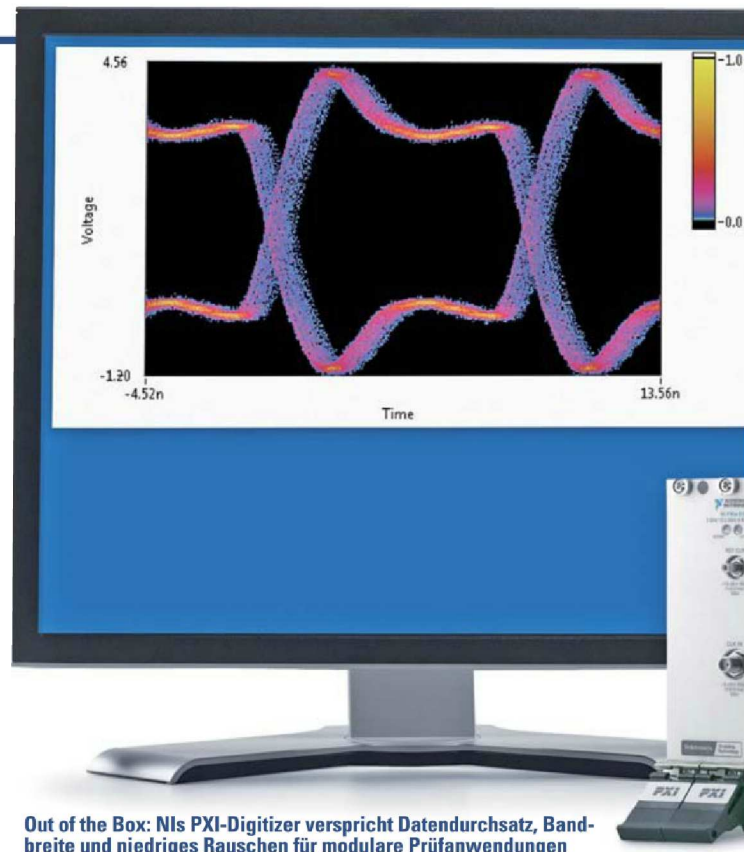 4.56
1.0
Voltage
0.0
-1.20
-4.52n
13.56n
Time
Tektronix
PXI PXI
Out of the Box: NIs PXI-Digitizer verspricht Datendurchsatz, Band-
breite und niedriges Rauschen für modulare Prüfanwendungen